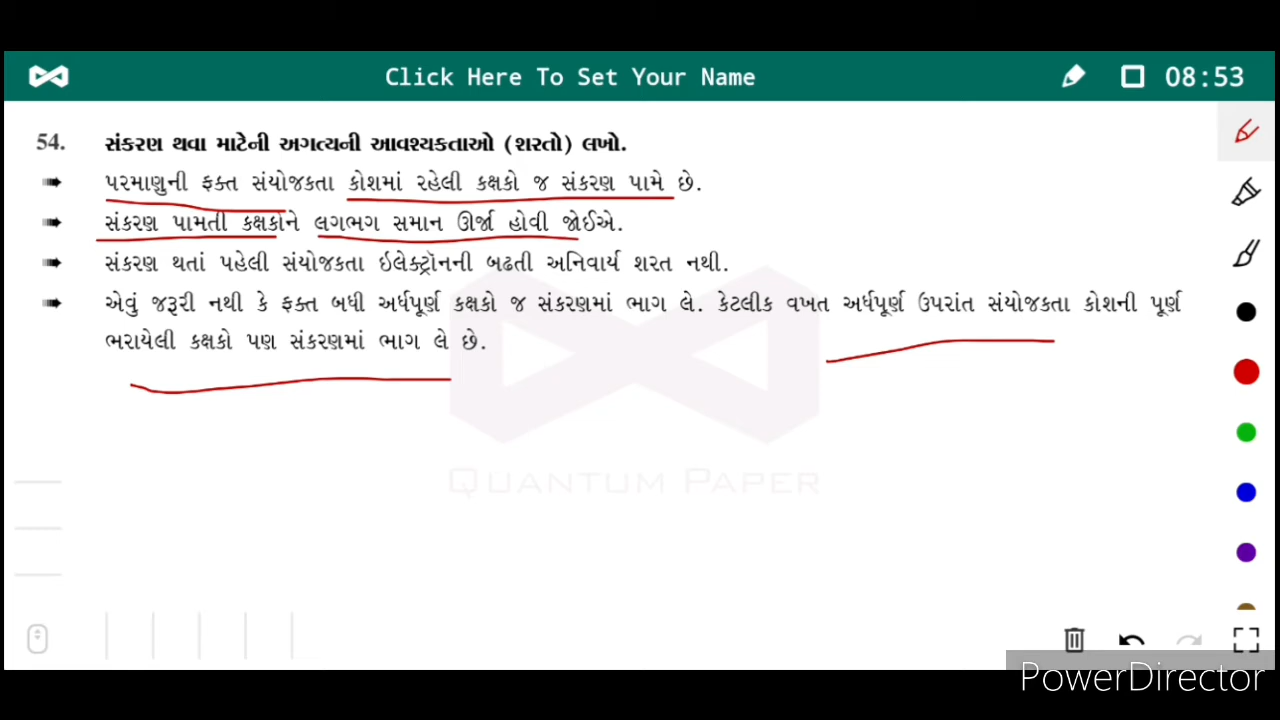 Click Here To Set Your Name
08:53
54. સંકરણ થવા માટેની અગત્યની આવશ્યકતાઓ (શરતો) લખો.
➠ પરમાણુની ફક્ત સંયોજકતા કોશમાં રહેલી કક્ષકો જ સંકરણ પામે છે.
➠ સંકરણ પામતી કક્ષકોને લગભગ સમાન ઊર્જા હોવી જોઈએ.
➠ સંકરણ થતાં પહેલી સંયોજકતા ઇલેક્ટ્રૉનની બઢતી અનિવાર્ય શરત નથી.
➠ એવું જરૂરી નથી કે ફક્ત બધી અર્ધપૂર્ણ કક્ષકો જ સંકરણમાં ભાગ લે. કેટલીક વખત અર્ધપૂર્ણ ઉપરાંત સંયોજકતા કોશની પૂર્ણ
ભરાયેલી કક્ષકો પણ સંકરણમાં ભાગ લે છે.
QUANTUM PAPER
PowerDirector